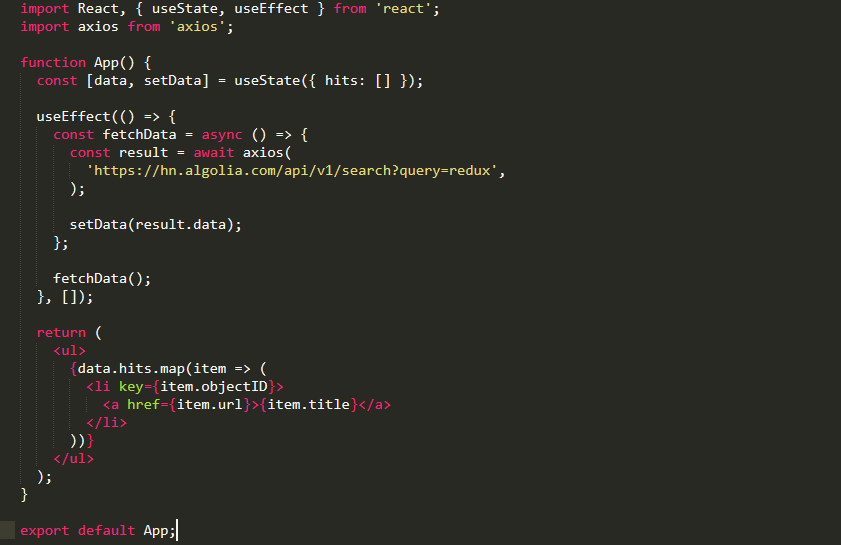 import React, { useState, useEffect } from 'react';
import axios from 'axios';

function App() {
  const [data, setData] = useState({ hits: [] });

  useEffect(() => {
    const fetchData = async () => {
      const result = await axios(
        'https://hn.algolia.com/api/v1/search?query=redux',
      );

      setData(result.data);
    };

    fetchData();
  }, []);

  return (
    <ul>
      {data.hits.map(item => (
        <li key={item.objectID}>
          <a href={item.url}>{item.title}</a>
        </li>
      ))}
    </ul>
  );
}

export default App;